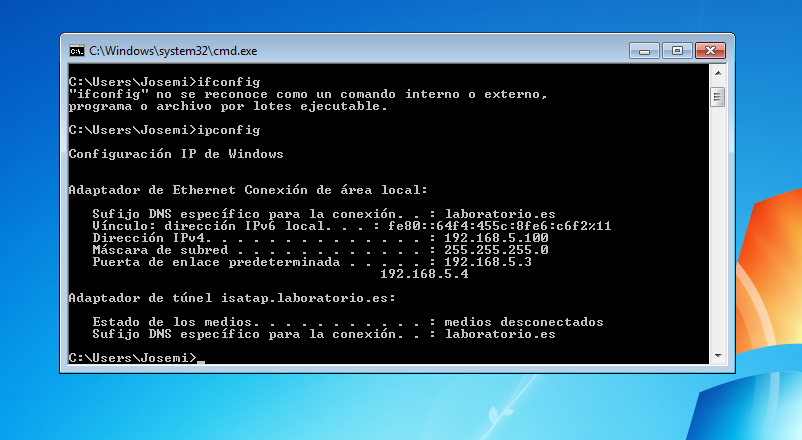 C:\Windows\system32\cmd.exe
C:\Users\Josemi>ifconfig
"ifconfig" no se reconoce como un comando interno o externo,
programa o archivo por lotes ejecutable.
C:\Users\Josemi>ipconfig
Configuración IP de Windows
Adaptador de Ethernet Conexión de área local:
Sufijo DNS específico para la conexión. . : laboratorio.es
Vínculo: dirección IPv6 local. . . : fe80::64f4:455c:8fe6:c6f2%11
Dirección IPv4. . . . . . . . . . . . . . : 192.168.5.100
Máscara de subred . . . . . . . . . . . . : 255.255.255.0
Puerta de enlace predeterminada . . . . . : 192.168.5.3
192.168.5.4
Adaptador de túnel isatap.laboratorio.es:
Estado de los medios. . . . . . . . . . . : medios desconectados
Sufijo DNS específico para la conexión. . : laboratorio.es
C:\Users\Josemi>_